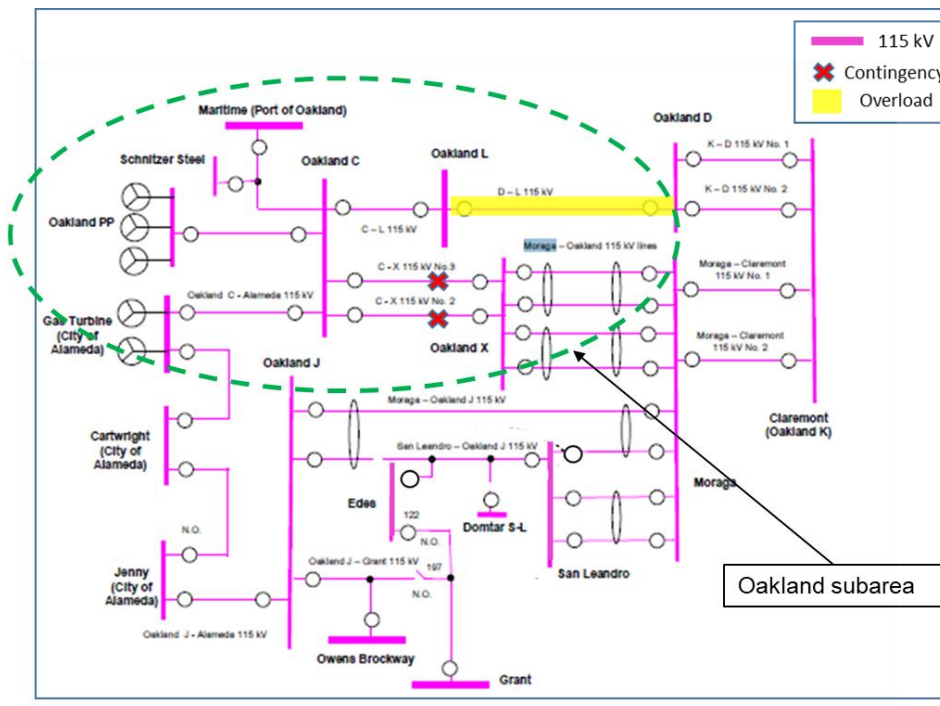 115 kV
Contingency
Overload
Maritime (Port of Oakland)
Oakland D
Schnitzer Steel
Oakland C
Oakland L
K – D 115 kV No. 1
D – L 115 kV
K – D 115 kV No. 2
Oakland PP
C – L 115 kV
Moraga – Oakland 115 kV lines
C - X 115 kV No.3
Moraga – Claremont
115 kV No. 1
Oakland C - Alameda 115 kV
C - X 115 kV No. 2
Gas Turbine
(City of
Alameda)
Oakland X
Moraga – Claremont
115 kV No. 2
Oakland J
Moraga – Oakland J 115 kV
Claremont
(Oakland K)
Cartwright
(City of
Alameda)
San Leandro – Oakland J 115 kV
Moraga
Edes
122
N.O.
Domtar S-L
N.O.
Oakland J – Grant 115 kV
197
N.O.
San Leandro
Jenny
(City of
Alameda)
Oakland subarea
Oakland J - Alameda 115 kV
Owens Brockway
Grant